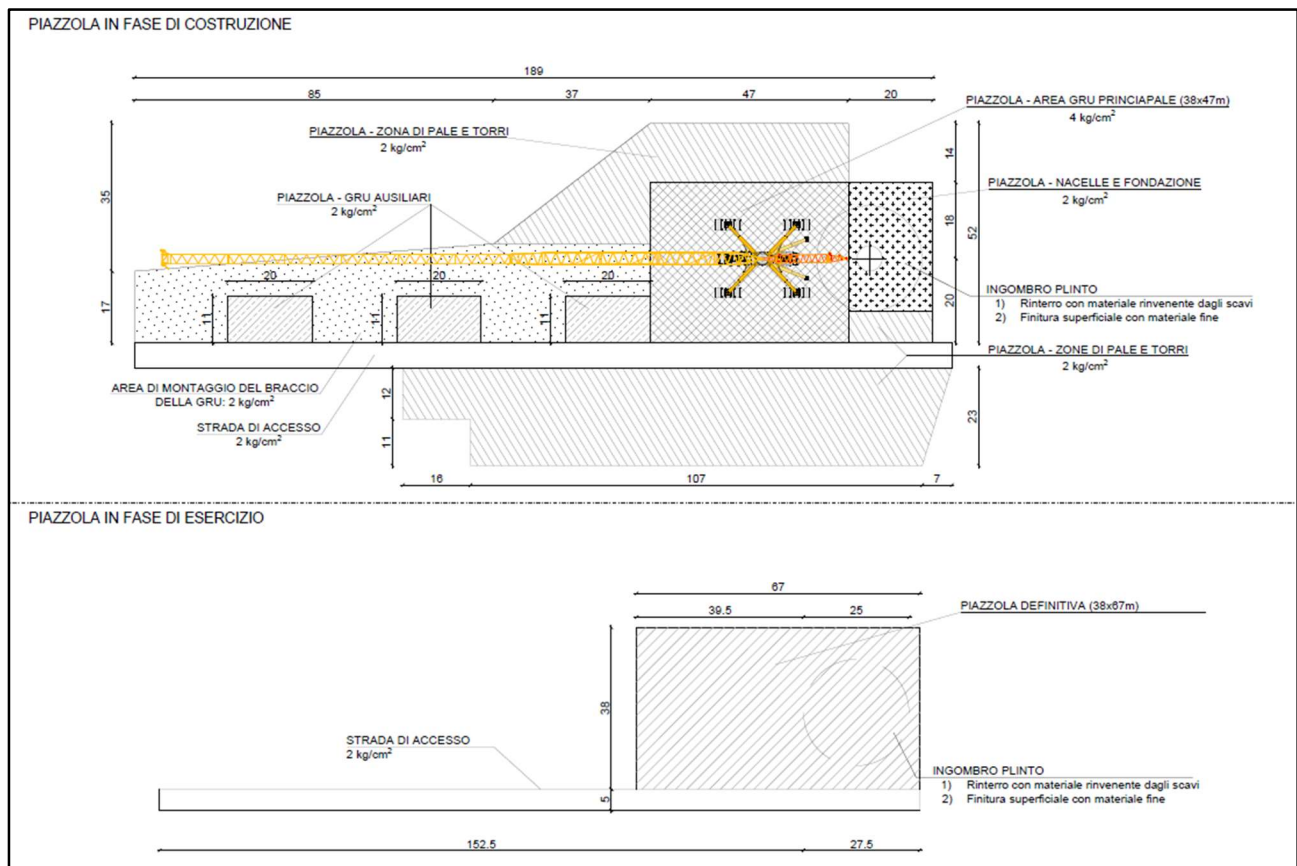 PIAZZOLA IN FASE DI COSTRUZIONE
189
85
37
47
20
PIAZZOLA - AREA GRU PRINCIAPALE (38x47m)
4 kg/cm²
PIAZZOLA - ZONA DI PALE E TORRI
2 kg/cm²
14
35
PIAZZOLA - NACELLE E FONDAZIONE
2 kg/cm²
PIAZZOLA - GRU AUSILIARI
2 kg/cm²
18
52
20
20
20
INGOMBRO PLINTO
1) Rinterro con materiale rinvenente dagli scavi
2) Finitura superficiale con materiale fine
17
11
11
11
20
PIAZZOLA - ZONE DI PALE E TORRI
2 kg/cm²
AREA DI MONTAGGIO DEL BRACCIO
DELLA GRU: 2 kg/cm²
12
23
STRADA DI ACCESSO
2 kg/cm²
11
16
107
7
PIAZZOLA IN FASE DI ESERCIZIO
67
39.5
25
PIAZZOLA DEFINITIVA (38x67m)
38
STRADA DI ACCESSO
2 kg/cm²
INGOMBRO PLINTO
1) Rinterro con materiale rinvenente dagli scavi
2) Finitura superficiale con materiale fine
5
152.5
27.5